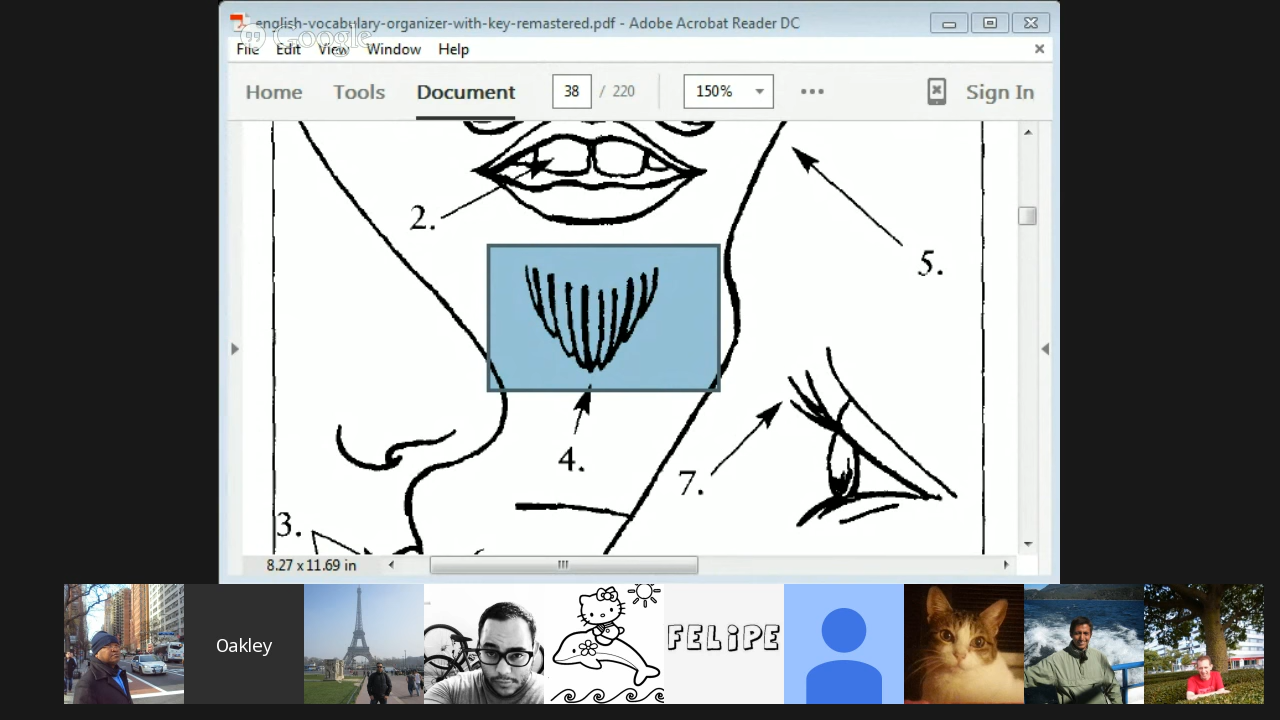 english-vocabulary-organizer-with-key-remastered.pdf - Adobe Acrobat Reader DC
Google
File Edit View Window Help
Home Tools Document 38 / 220 150% Sign In
2.
5.
4.
7.
3.
8.27 x 11.69 in
Oakley
FELIPE